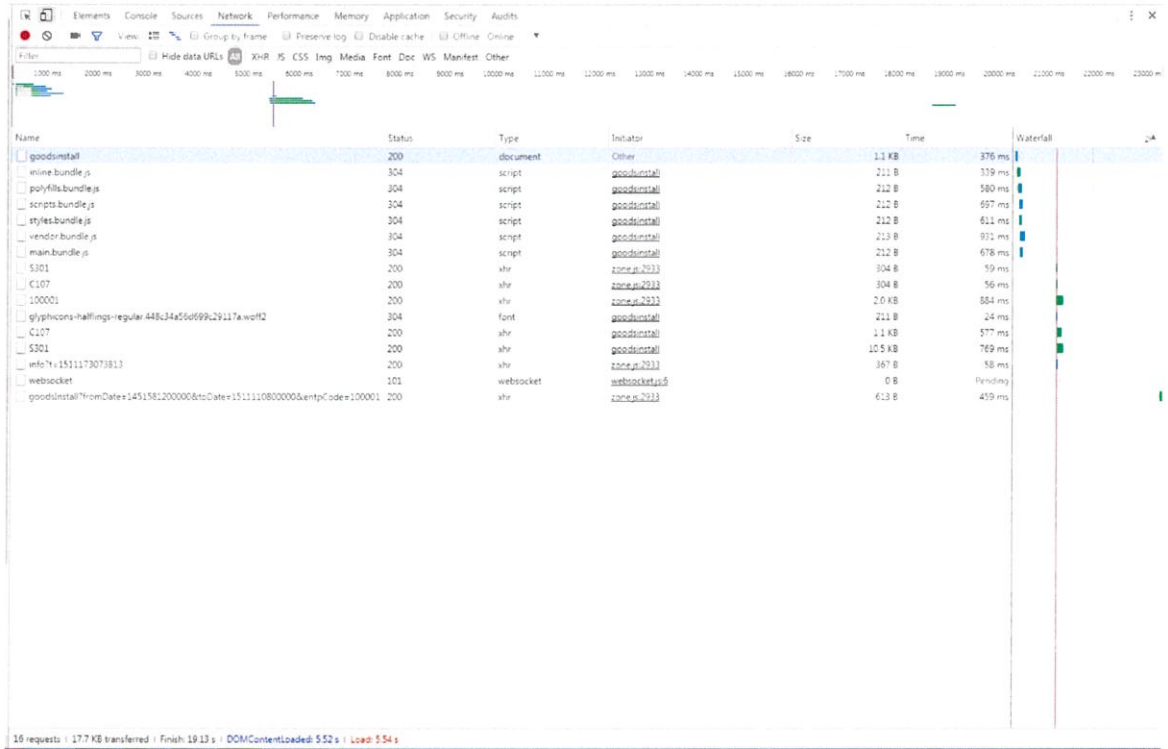 Elements Console Sources Network Performance Memory Application Security Audits
View: Group by frame Preserve log Disable cache Offline Online
Filter Hide data URLs All XHR JS CSS Img Media Font Doc WS Manifest Other
1000 ms 2000 ms 3000 ms 4000 ms 5000 ms 6000 ms 7000 ms 8000 ms 9000 ms 10000 ms 11000 ms 12000 ms 13000 ms 14000 ms 15000 ms 16000 ms 17000 ms 18000 ms 19000 ms 20000 ms 21000 ms 22000 ms 23000 m
Name Status Type Initiator Size Time Waterfall
goodsinstall 200 document Other 1.1 KB 376 ms
inline.bundle.js 304 script goodsinstall 211 B 339 ms
polyfills.bundle.js 304 script goodsinstall 212 B 580 ms
scripts.bundle.js 304 script goodsinstall 212 B 697 ms
styles.bundle.js 304 script goodsinstall 212 B 611 ms
vendor.bundle.js 304 script goodsinstall 213 B 931 ms
main.bundle.js 304 script goodsinstall 212 B 678 ms
S301 200 xhr zone.js:2933 304 B 59 ms
C107 200 xhr zone.js:2933 304 B 56 ms
100001 200 xhr zone.js:2933 2.0 KB 884 ms
glyphicons-halflings-regular.448c34a56d699c29117a.woff2 304 font goodsinstall 211 B 24 ms
C107 200 xhr goodsinstall 1.1 KB 577 ms
S301 200 xhr goodsinstall 10.5 KB 769 ms
info?t=1511173073813 200 xhr zone.js:2933 367 B 58 ms
websocket 101 websocket websocket.js:6 0 B Pending
goodsInstall?fromDate=1451581200000&toDate=1511110800000&entpCode=100001 200 xhr zone.js:2933 613 B 459 ms
16 requests | 17.7 KB transferred | Finish: 19.13 s | DOMContentLoaded: 5.52 s | Load: 5.54 s